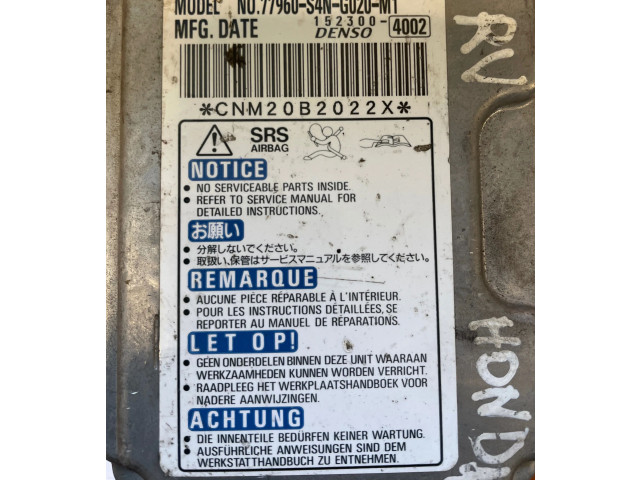 MODEL NO.77960-S4N-G020-M1
MFG. DATE 152300-4002
DENSO
*CNM20B2022X*
SRS
AIRBAG
NOTICE
• NO SERVICEABLE PARTS INSIDE.
• REFER TO SERVICE MANUAL FOR
DETAILED INSTRUCTIONS.
お願い
• 分解しないでください。
• 取扱い、保管はサービスマニュアルを参照してください。
REMARQUE
• AUCUNE PIÈCE RÉPARABLE À L'INTÉRIEUR.
• POUR LES INSTRUCTIONS DÉTAILLÉES, SE
REPORTER AU MANUEL DE RÉPARATIONS.
LET OP!
• GÉÉN ONDERDELEN BINNEN DEZE UNIT WAARAAN
WERKZAAMHEDEN KUNNEN WORDEN VERRICHT.
• RAADPLEEG HET WERKPLAATSHANDBOEK VOOR
NADERE AANWIJZINGEN.
ACHTUNG
• DIE INNENTEILE BEDÜRFEN KEINER WARTUNG.
• AUSFÜHRLICHE ANWEISUNGEN SIND DEM
WERKSTATTHANDBUCH ZU ENTNEHMEN.
RV
HONDA